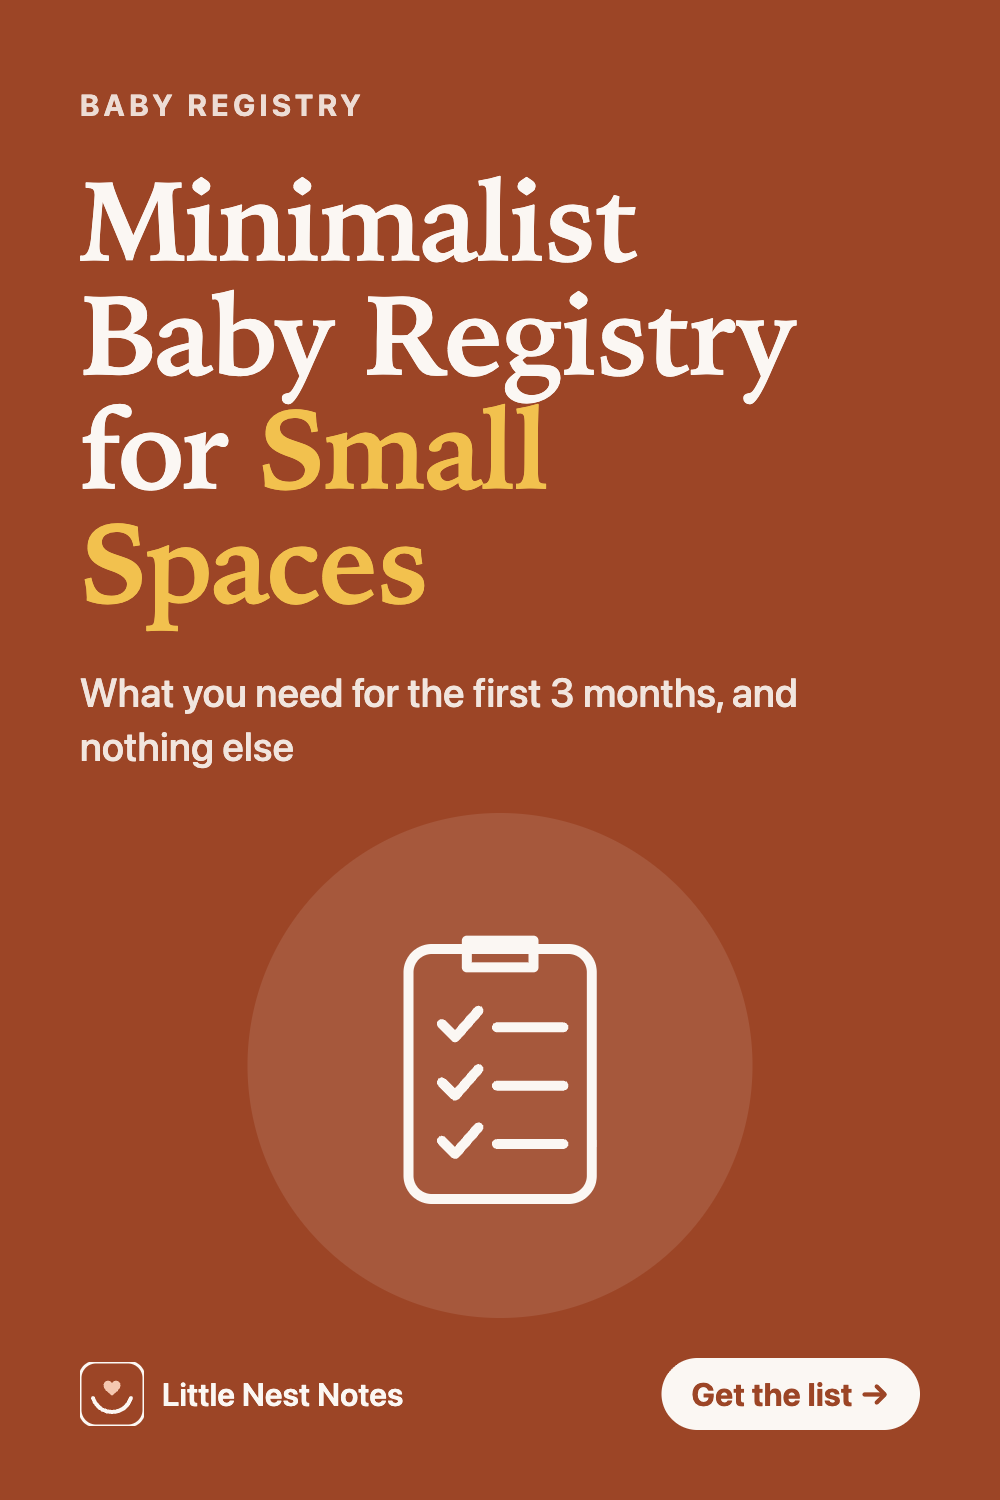 BABY REGISTRY
Minimalist
Baby Registry
for Small
Spaces
What you need for the first 3 months, and
nothing else
Little Nest Notes
Get the list →